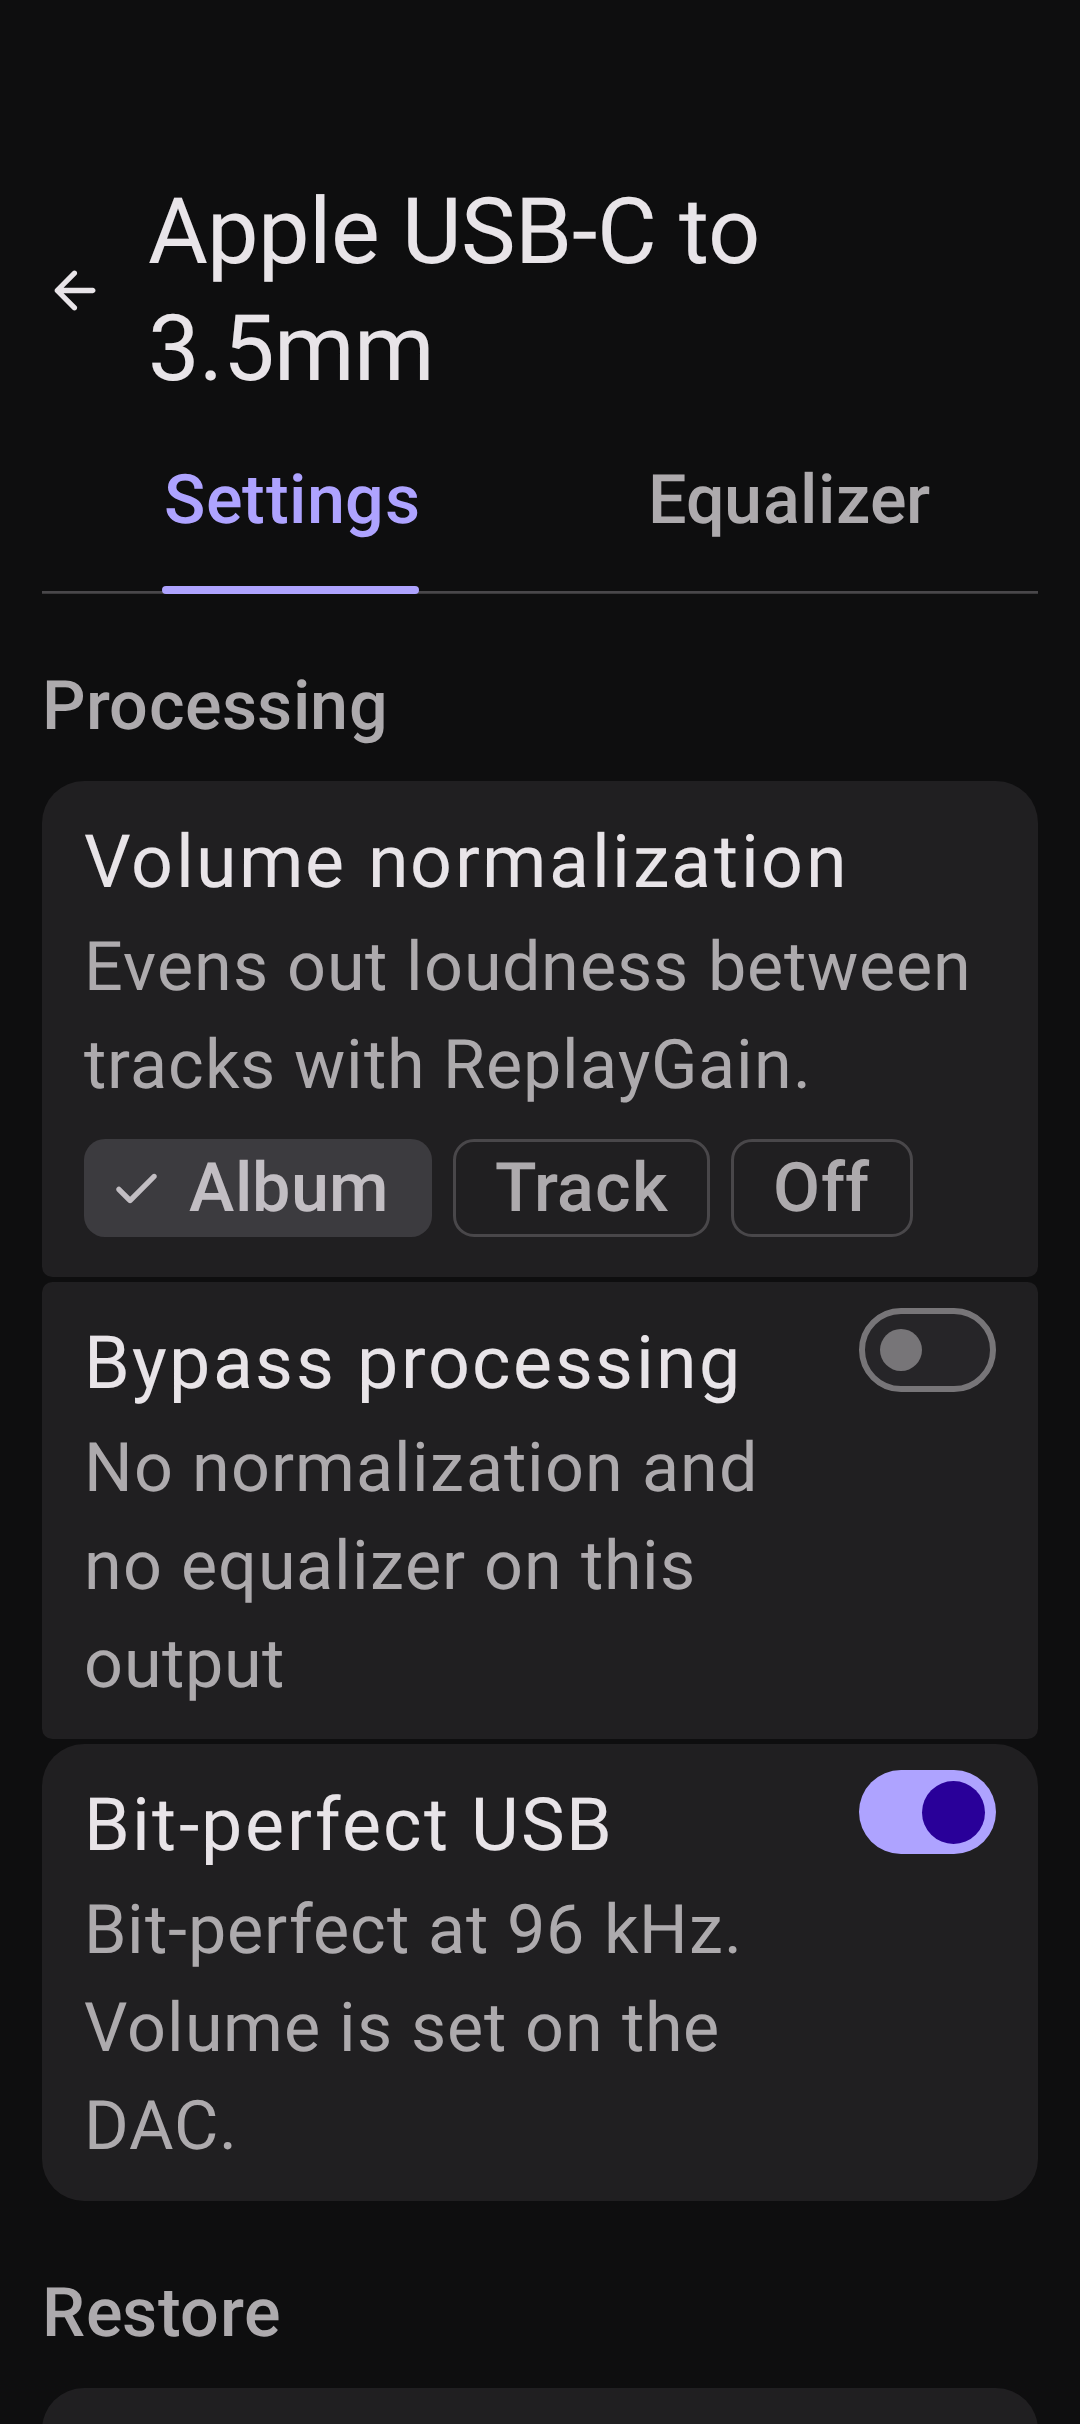 Apple USB-C to
3.5mm
Settings
Equalizer
Processing
Volume normalization
Evens out loudness between
tracks with ReplayGain.
Album
Track
Off
Bypass processing
No normalization and
no equalizer on this
output
Bit-perfect USB
Bit-perfect at 96 kHz.
Volume is set on the
DAC.
Restore